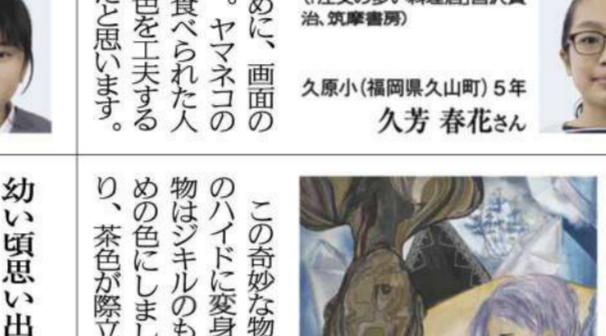 治、筑摩書房）
久原小（福岡県久山町）５年
久芳 春花さん
めに、画面の
。ヤマネコの
食べられた人
色を工夫する
だと思います。
この奇妙な物
のハイドに変身
物はジキルのも
めの色にしまし
り、茶色が際立
幼い頃思い出